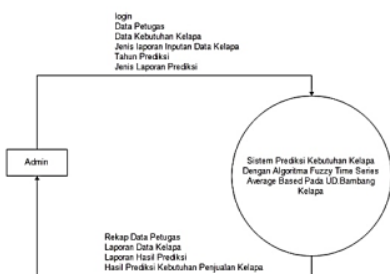 login
Data Petugas
Data Kebutuhan Kelapa
Jenis laporan Inputan Data Kelapa
Tahun Prediksi
Jenis Laporan Prediksi
Admin
Sistem Prediksi Kebutuhan Kelapa
Dengan Algoritma Fuzzy Time Series
Average Based Pada UD.Bambang
Kelapa
Rekap Data Petugas
Laporan Data Kelapa
Laporan Hasil Prediksi
Hasil Prediksi Kebutuhan Penjualan Kelapa